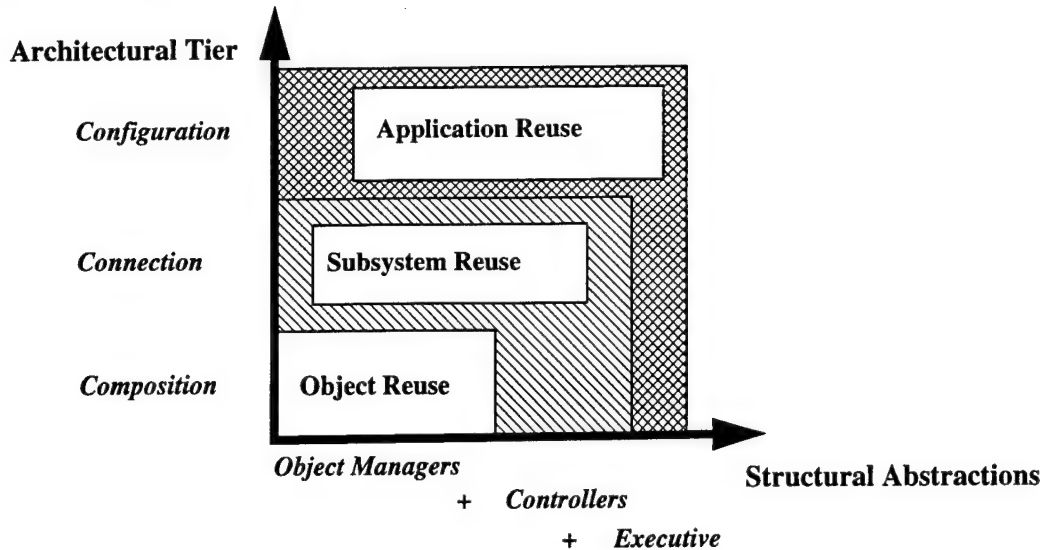 Architectural Tier
Configuration
Application Reuse
Connection
Subsystem Reuse
Composition
Object Reuse
Object Managers
Structural Abstractions
+ Controllers
+ Executive